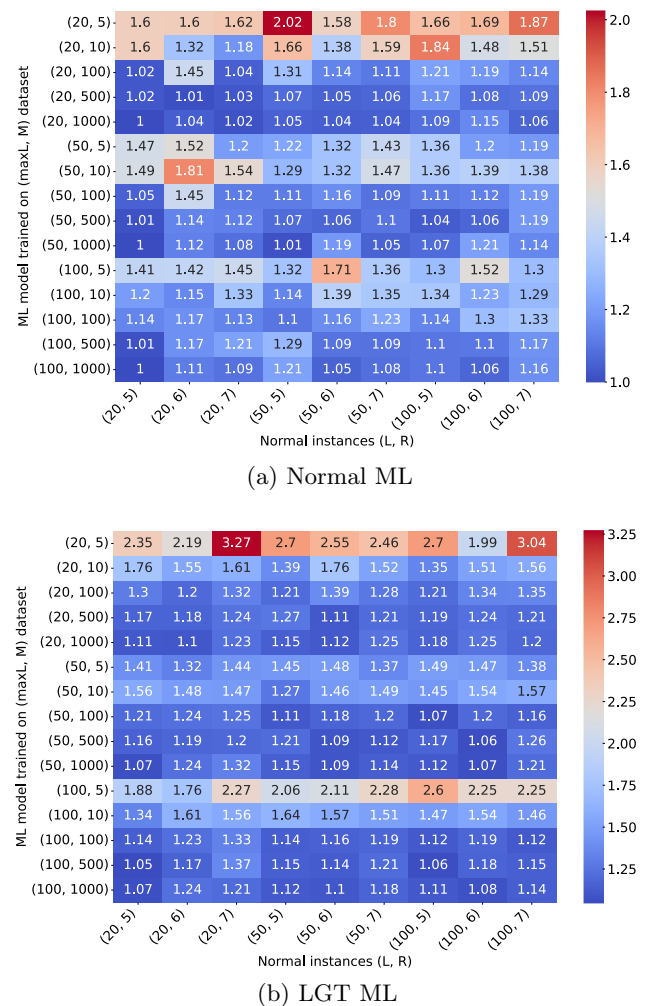 ML model trained on (maxL, M) dataset
(20, 5) 1.6 1.6 1.62 2.02 1.58 1.8 1.66 1.69 1.87
(20, 10) 1.6 1.32 1.18 1.66 1.38 1.59 1.84 1.48 1.51
(20, 100) 1.02 1.45 1.04 1.31 1.14 1.11 1.21 1.19 1.14
(20, 500) 1.02 1.01 1.03 1.07 1.05 1.06 1.17 1.08 1.09
(20, 1000) 1 1.04 1.02 1.05 1.04 1.04 1.09 1.15 1.06
(50, 5) 1.47 1.52 1.2 1.22 1.32 1.43 1.36 1.2 1.19
(50, 10) 1.49 1.81 1.54 1.29 1.32 1.47 1.36 1.39 1.38
(50, 100) 1.05 1.45 1.12 1.11 1.16 1.09 1.11 1.12 1.19
(50, 500) 1.01 1.14 1.12 1.07 1.06 1.1 1.04 1.06 1.19
(50, 1000) 1 1.12 1.08 1.01 1.19 1.05 1.07 1.21 1.14
(100, 5) 1.41 1.42 1.45 1.32 1.71 1.36 1.3 1.52 1.3
(100, 10) 1.2 1.15 1.33 1.14 1.39 1.35 1.34 1.23 1.29
(100, 100) 1.14 1.17 1.13 1.1 1.16 1.23 1.14 1.3 1.33
(100, 500) 1.01 1.17 1.21 1.29 1.09 1.09 1.1 1.1 1.17
(100, 1000) 1 1.11 1.09 1.21 1.05 1.08 1.1 1.06 1.16
(20, 5) (20, 6) (20, 7) (50, 5) (50, 6) (50, 7) (100, 5) (100, 6) (100, 7)
Normal instances (L, R)
2.0
1.8
1.6
1.4
1.2
1.0
(a) Normal ML
ML model trained on (maxL, M) dataset
(20, 5) 2.35 2.19 3.27 2.7 2.55 2.46 2.7 1.99 3.04
(20, 10) 1.76 1.55 1.61 1.39 1.76 1.52 1.35 1.51 1.56
(20, 100) 1.3 1.2 1.32 1.21 1.39 1.28 1.21 1.34 1.35
(20, 500) 1.17 1.18 1.24 1.27 1.11 1.21 1.19 1.24 1.21
(20, 1000) 1.11 1.1 1.23 1.15 1.12 1.25 1.18 1.25 1.2
(50, 5) 1.41 1.32 1.44 1.45 1.48 1.37 1.49 1.47 1.38
(50, 10) 1.56 1.48 1.47 1.27 1.46 1.49 1.45 1.54 1.57
(50, 100) 1.21 1.24 1.25 1.11 1.18 1.2 1.07 1.2 1.16
(50, 500) 1.16 1.19 1.2 1.21 1.09 1.12 1.17 1.06 1.26
(50, 1000) 1.07 1.24 1.32 1.15 1.09 1.14 1.12 1.07 1.21
(100, 5) 1.88 1.76 2.27 2.06 2.11 2.28 2.6 2.25 2.25
(100, 10) 1.34 1.61 1.56 1.64 1.57 1.51 1.47 1.54 1.46
(100, 100) 1.14 1.23 1.33 1.14 1.16 1.19 1.12 1.19 1.12
(100, 500) 1.05 1.17 1.37 1.15 1.14 1.21 1.06 1.18 1.15
(100, 1000) 1.07 1.24 1.21 1.12 1.1 1.18 1.11 1.08 1.14
(20, 5) (20, 6) (20, 7) (50, 5) (50, 6) (50, 7) (100, 5) (100, 6) (100, 7)
Normal instances (L, R)
3.25
3.00
2.75
2.50
2.25
2.00
1.75
1.50
1.25
(b) LGT ML